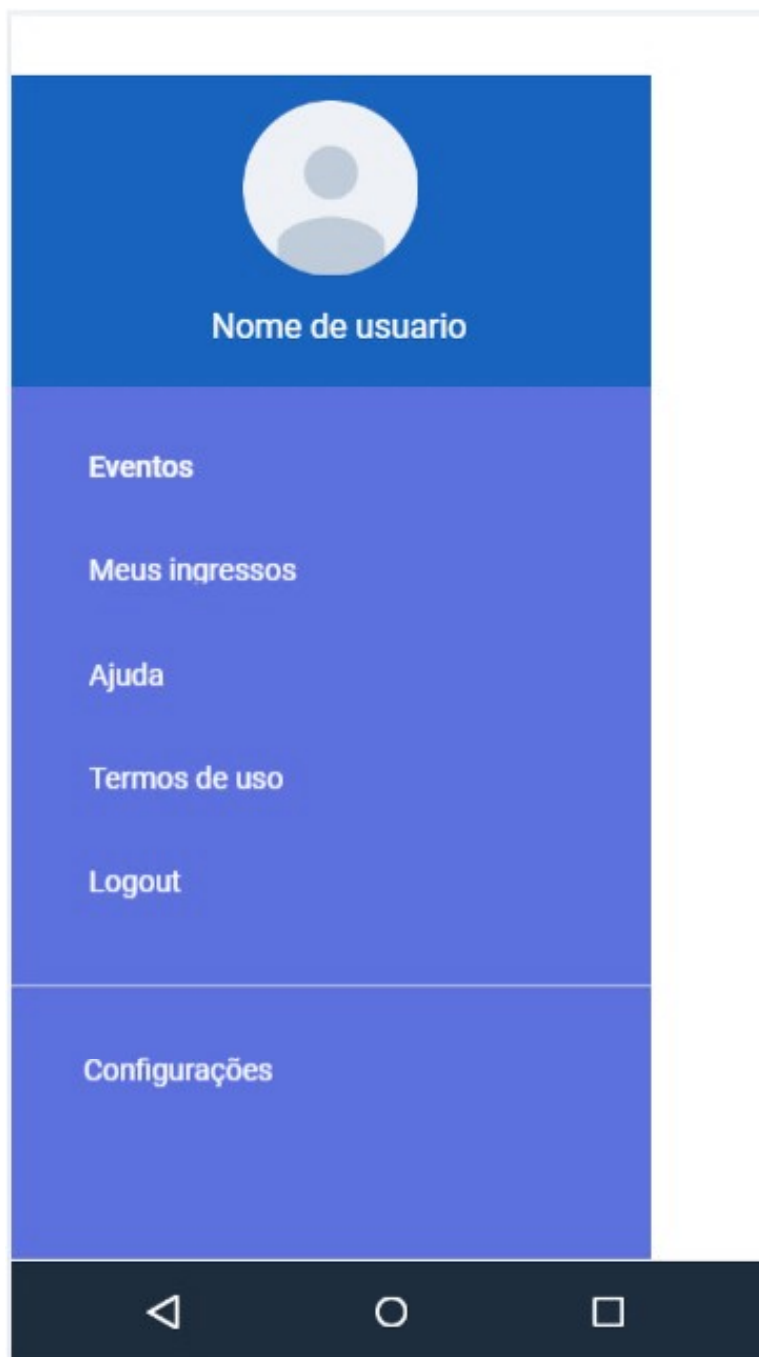 Nome de usuario
Eventos
Meus ingressos
Ajuda
Termos de uso
Logout
Configurações